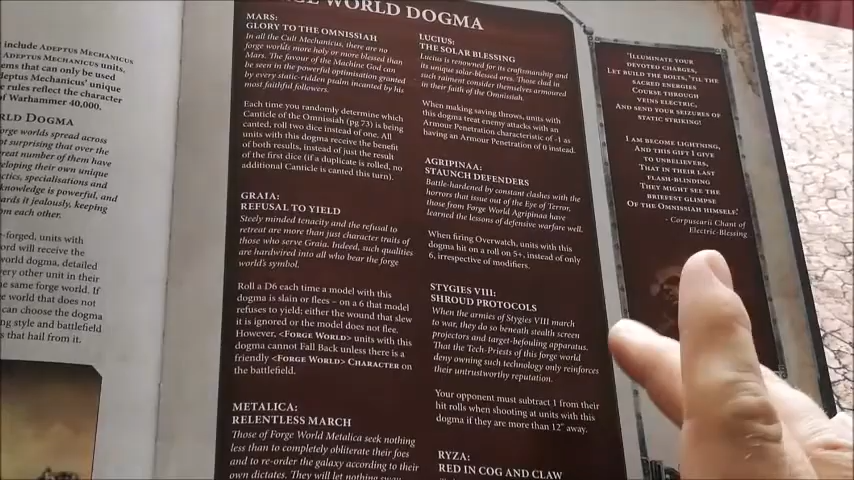 include ADEPTUS MECHANICUS
ADEPTUS MECHANICUS units.
can only be used
Adeptus Mechanicus' unique
rules reflect the character
of Warhammer 40,000.
DOGMA
forge worlds spread across
surprising that over the
great number of them have
developing their own unique
specialisations and
knowledge is powerful, and
it jealously, keeping
from each other.
-forged, units with
will receive the
world dogma, detailed
every other unit in their
the same forge world. If
world that does not
can choose the dogma
fighting style and battlefield
that hail from it.
WORLD DOGMA
MARS:
GLORY TO THE OMNISSIAH
In all the Cult Mechanicus, there are no
forge worlds more holy or more blessed than
Mars. The favour of the Machine God can
be seen in the powerful optimisation granted
by every static-ridden psalm incanted by his
most faithful servants.
Each time you randomly determine which
Canticle of the Omnissiah (pg 73) is being
canted, roll two dice instead of one. All
units with this dogma receive the benefit
of both results, instead of just the result
of the first dice (if a duplicate is rolled, no
additional Canticle is canted this turn).
GRAIA:
REFUSAL TO YIELD
Steely minded tenacity and the refusal to
retreat are more than just character traits of
those who serve Graia. Indeed, such qualities
are hardwired into all who bear the forge
world's symbol.
Roll a D6 each time a model with this
dogma is slain or flees – on a 6 that model
refuses to yield; either the wound that slew
it is ignored or the model does not flee.
However, <FORGE WORLD> units with this
dogma cannot Fall Back unless there is a
friendly <FORGE WORLD> CHARACTER on
the battlefield.
METALICA:
RELENTLESS MARCH
Those of Forge World Metalica seek nothing
less than to completely obliterate their foes
and to re-order the galaxy according to their
own dictates. They will let nothing
LUCIUS:
THE SOLAR BLESSING
Lucius is renowned for its craftsmanship and
its unique solar-blessed ores. Those clad in
such raiment consider themselves armoured
in their faith of the Omnissiah.
When making saving throws, units with
this dogma treat enemy attacks with an
Armour Penetration characteristic of -1 as
having an Armour Penetration of 0 instead.
AGRIPINAA:
STAUNCH DEFENDERS
Battle-hardened by constant clashes with the
horrors that issue out of the Eye of Terror,
those from Forge World Agripinaa have
learned the lessons of defensive warfare well.
When firing Overwatch, units with this
dogma hit on a roll of 5+, instead of only
6, irrespective of modifiers.
STYGIES VIII:
SHROUD PROTOCOLS
When the armies of Stygies VIII march
to war, they do so beneath stealth screen
projectors and target-befouling apparatus.
That the Tech-Priests of this forge world
deny owning such technology only reinforces
their untrustworthy reputation.
Your opponent must subtract 1 from their
hit rolls when shooting at units with this
dogma if they are more than 12" away.
RYZA:
RED IN COG AND CLAW
"ILLUMINATE YOUR
DEVOTED CHARGES,
LET BUILD THE BOLTS, 'TIL THE
SACRED ENERGIES
COURSE THROUGH
VEINS ELECTRIC,
AND SEND YOUR SEIZURES OF
STATIC STRIKING!
I AM BECOME LIGHTNING,
AND THIS GIFT I GIVE
TO UNBELIEVERS,
THAT IN THEIR LAST
FLASH-BLINDING
THEY MIGHT SEE THE
BRIEFEST GLIMPSE
OF THE OMNISSIAH HIMSELF."
- Corpuscarii Chant of
Electric-Blessing